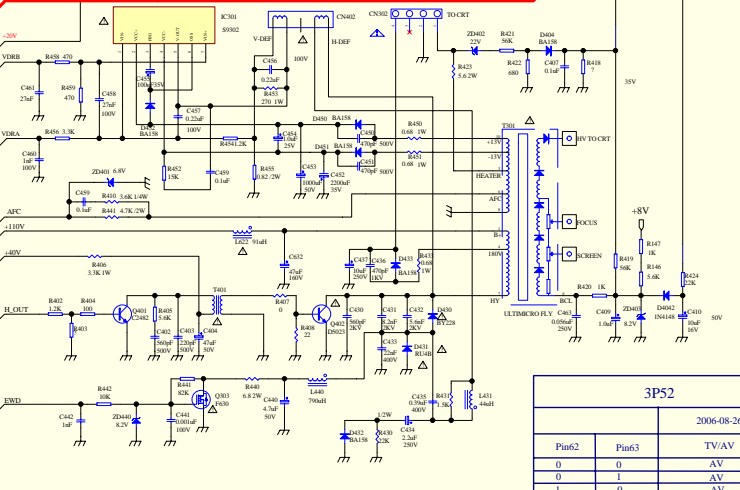 +20V
IC301
S9302
CN402
CN302
TO CRT
V-DEF
H-DEF
ZD402
22V
R421
56K
D404
BA158
VDRB
R458 470
C461
27nF
R459
470
C458
27nF
100V
C455
100uF35V
BA158
C457
0.22uF
100V
C456
0.22uF
100V
R453
270 1W
R423
5.6 2W
R422
680
C407
0.1uF
R418
?
35V
VDRA
R456 3.3K
R454 1.2K
C454
1.0uF
25V
D450
BA158
C450
470pF 500V
R450
0.68 1W
D451
BA158
C451
470pF 500V
R451
0.68 1W
T301
+13V
-13V
HEATER
AFC
B+
180V
HY
HV TO CRT
FOCUS
SCREEN
BCL
ULTIMICRO FLY
C460
1nF
100V
ZD401 6.8V
R452
15K
C459
0.1uF
R455
0.82 /2W
C453
1000uF
50V
C452
2200uF
35V
C459
0.1uF
R410 3.6K 1/4W
R441 4.7K /2W
AFC
+110V
L622 91uH
+40V
R406
3.3K 1W
C632
47uF
160V
C437
10uF
250V
C436
470pF
1KV
D433
BA158
R433
0.68
1W
+8V
R147
1K
R146
5.6K
R419
56K
R424
22K
H_OUT
R402
1.2K
R404
100
R403
Q401
C2482
R405
5.6K
C402
560pF
500V
C403
220pF
500V
C404
47uF
50V
T401
R407
0
R408
22
Q402
D5023
C430
560pF
2KV
C431
8.2nF
2KV
C432
5.6nF
2KV
D430
BY228
C433
22nF
400V
D431
RU4B
R420 1K
C463
0.056uF
250V
C409
1.0uF
ZD403
8.2V
D4042
1N4148
C410
10uF
16V
50V
EWD
R442
10K
R441
82K
Q303
F630
R440
6.8 2W
L440
790uH
C440
4.7uF
50V
C442
1nF
ZD440
8.2V
C441
0.001uF
100V
C435
0.39uF
400V
R431
1.5K
L431
44uH
1/2W
D432
BA158
R430
22K
C434
2.2uF
250V
3P52
2006-08-26
Pin62 Pin63 TV/AV
0 0 AV
0 1 AV